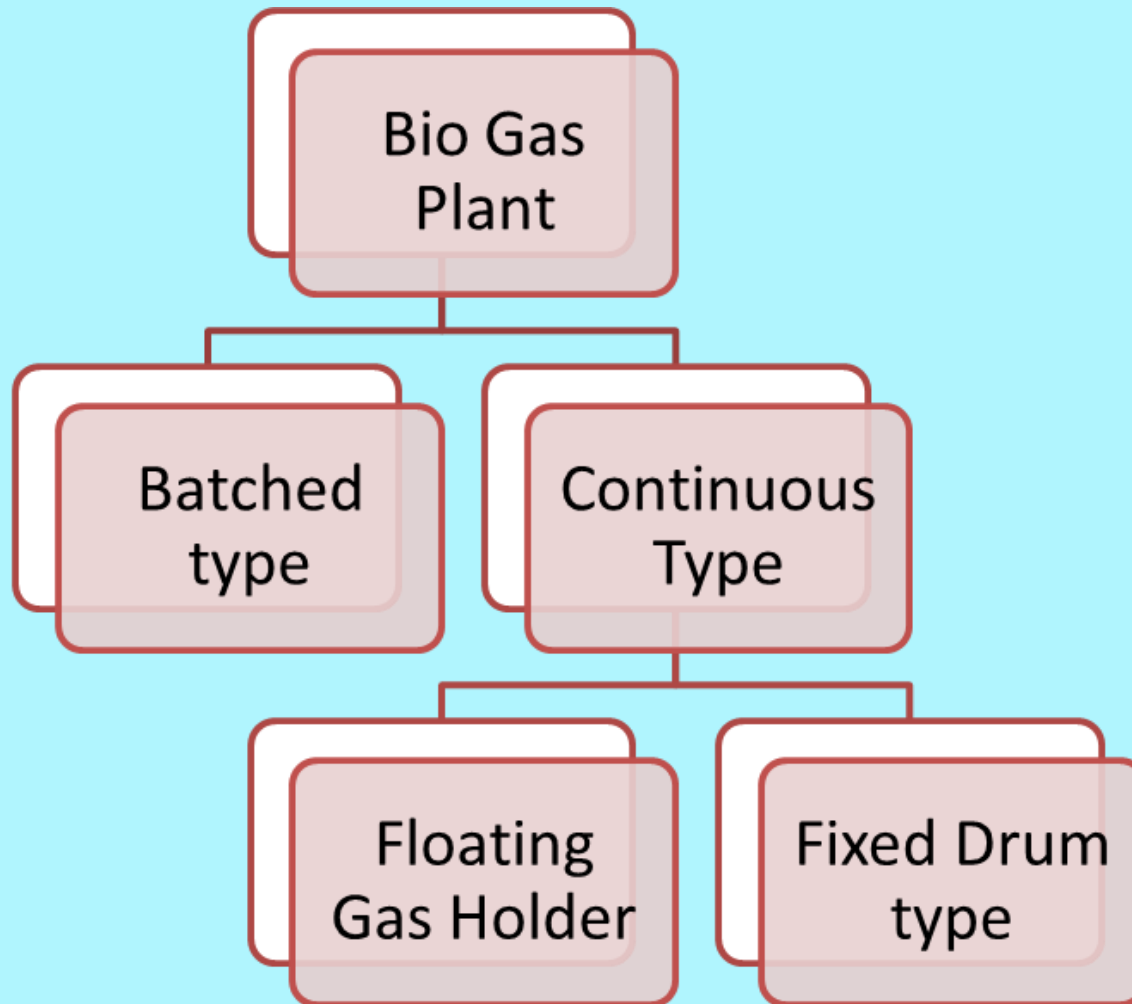 Bio Gas
Plant
Batched
type
Continuous
Type
Floating
Gas Holder
Fixed Drum
type